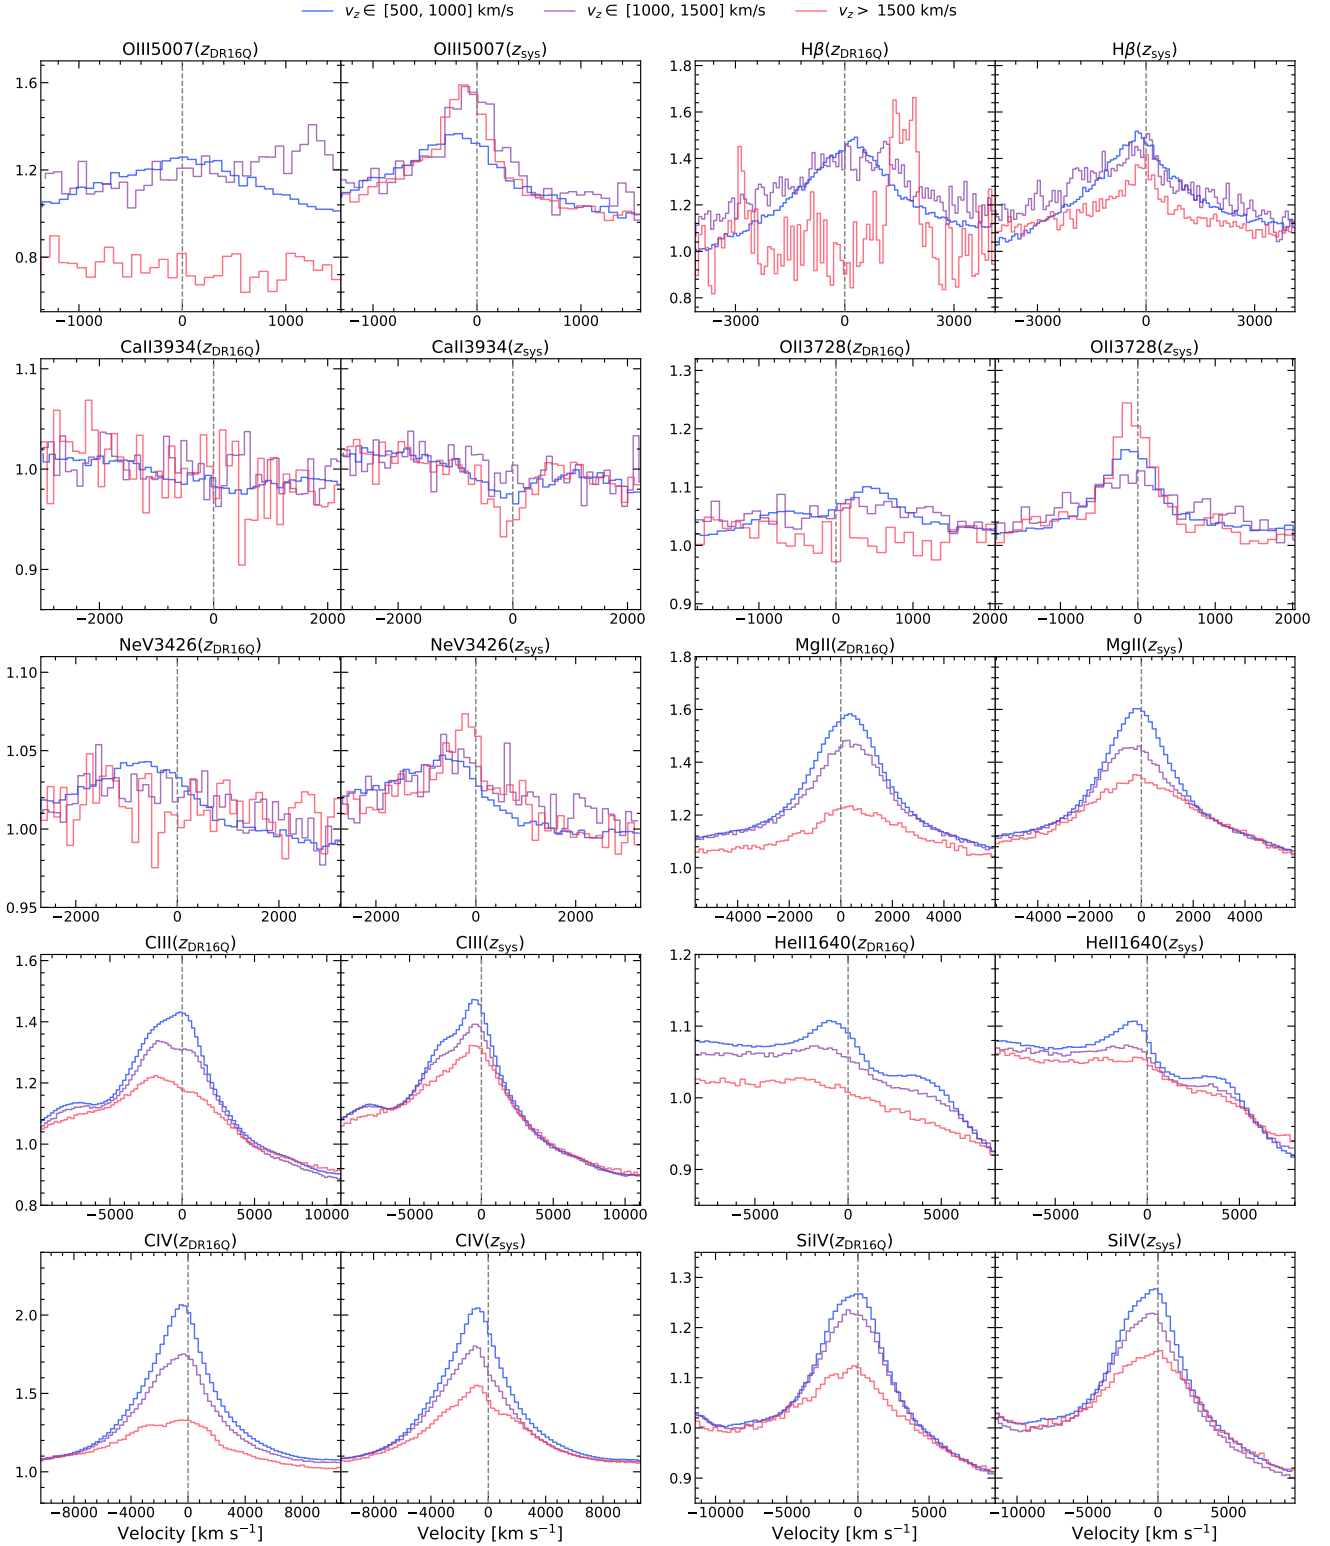 v_z ∈ [500, 1000] km/s v_z ∈ [1000, 1500] km/s v_z > 1500 km/s
OIII5007(z_DR16Q) OIII5007(z_sys) Hβ(z_DR16Q) Hβ(z_sys)
1.6 1.2 0.8 1.8 1.6 1.4 1.2 1.0 0.8
−1000 0 1000 −1000 0 1000 −3000 0 3000 −3000 0 3000
CaII3934(z_DR16Q) CaII3934(z_sys) OII3728(z_DR16Q) OII3728(z_sys)
1.1 1.0 0.9 1.3 1.2 1.1 1.0 0.9
−2000 0 2000 −2000 0 2000 −1000 0 1000 2000 −1000 0 1000 2000
NeV3426(z_DR16Q) NeV3426(z_sys) MgII(z_DR16Q) MgII(z_sys)
1.10 1.05 1.00 0.95 1.8 1.6 1.4 1.2 1.0
−2000 0 2000 −2000 0 2000 −4000 −2000 0 2000 4000 −4000 −2000 0 2000 4000
CIII(z_DR16Q) CIII(z_sys) HeII1640(z_DR16Q) HeII1640(z_sys)
1.6 1.4 1.2 1.0 0.8 1.2 1.1 1.0 0.9
−5000 0 5000 10000 −5000 0 5000 10000 −5000 0 5000 −5000 0 5000
CIV(z_DR16Q) CIV(z_sys) SiIV(z_DR16Q) SiIV(z_sys)
2.0 1.5 1.0 1.3 1.2 1.1 1.0 0.9
−8000 −4000 0 4000 8000 −8000 −4000 0 4000 8000 −10000 −5000 0 5000 −10000 −5000 0 5000
Velocity [km s⁻¹] Velocity [km s⁻¹] Velocity [km s⁻¹] Velocity [km s⁻¹]